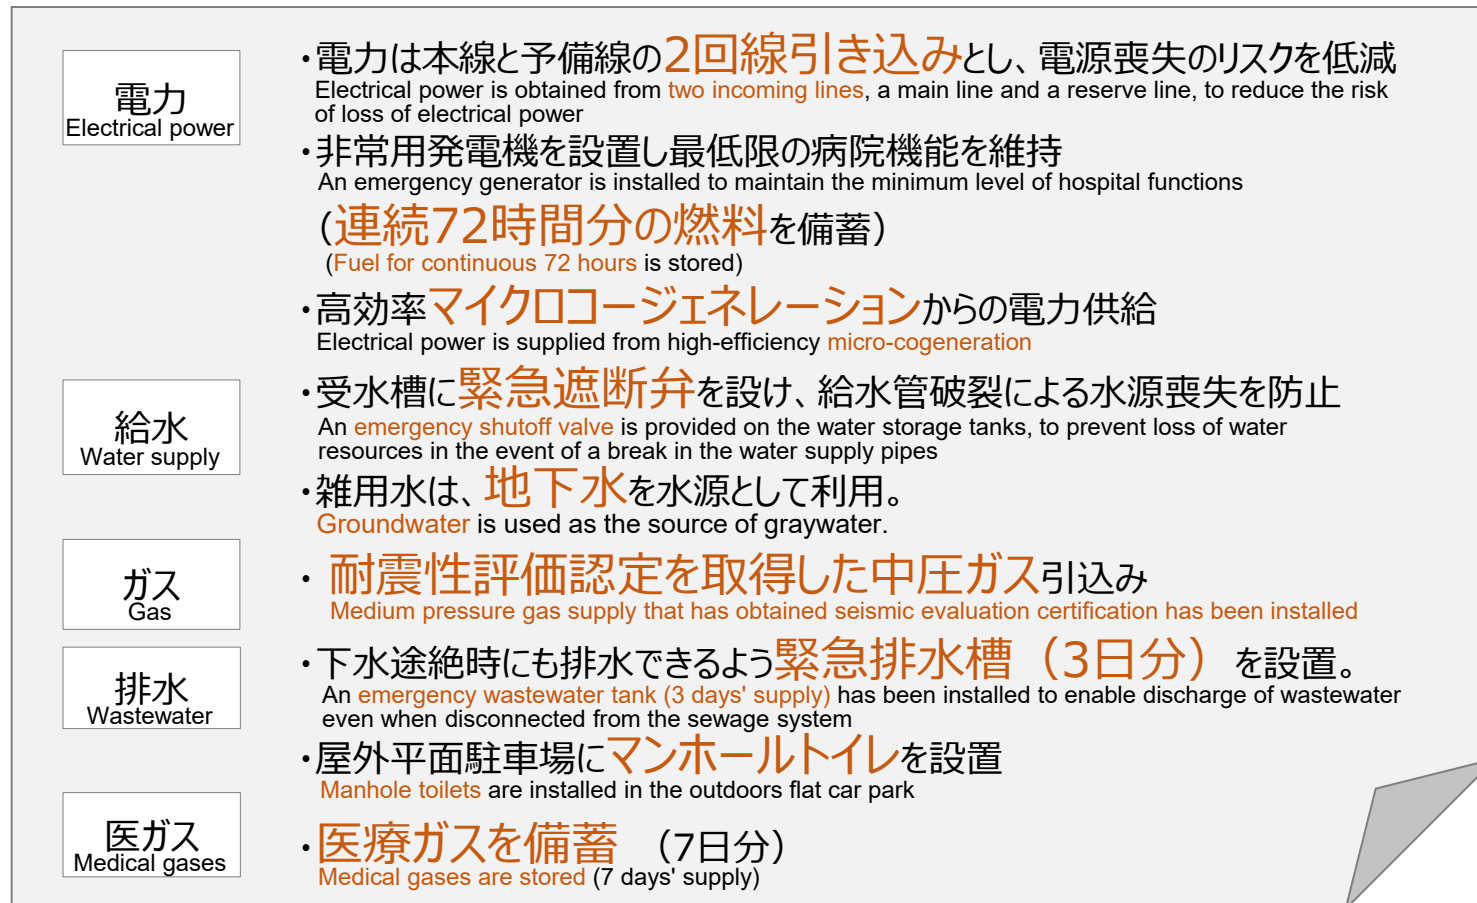 電力
Electrical power
・電力は本線と予備線の2回線引き込みとし、電源喪失のリスクを低減
Electrical power is obtained from two incoming lines, a main line and a reserve line, to reduce the risk
of loss of electrical power
・非常用発電機を設置し最低限の病院機能を維持
An emergency generator is installed to maintain the minimum level of hospital functions
（連続72時間分の燃料を備蓄）
(Fuel for continuous 72 hours is stored)
・高効率マイクロコージェネレーションからの電力供給
Electrical power is supplied from high-efficiency micro-cogeneration
給水
Water supply
・受水槽に緊急遮断弁を設け、給水管破裂による水源喪失を防止
An emergency shutoff valve is provided on the water storage tanks, to prevent loss of water
resources in the event of a break in the water supply pipes
・雑用水は、地下水を水源として利用。
Groundwater is used as the source of graywater.
ガス
Gas
・ 耐震性評価認定を取得した中圧ガス引込み
Medium pressure gas supply that has obtained seismic evaluation certification has been installed
排水
Wastewater
・下水途絶時にも排水できるよう緊急排水槽（3日分）を設置。
An emergency wastewater tank (3 days' supply) has been installed to enable discharge of wastewater
even when disconnected from the sewage system
・屋外平面駐車場にマンホールトイレを設置
Manhole toilets are installed in the outdoors flat car park
医ガス
Medical gases
・医療ガスを備蓄 （7日分）
Medical gases are stored (7 days' supply)